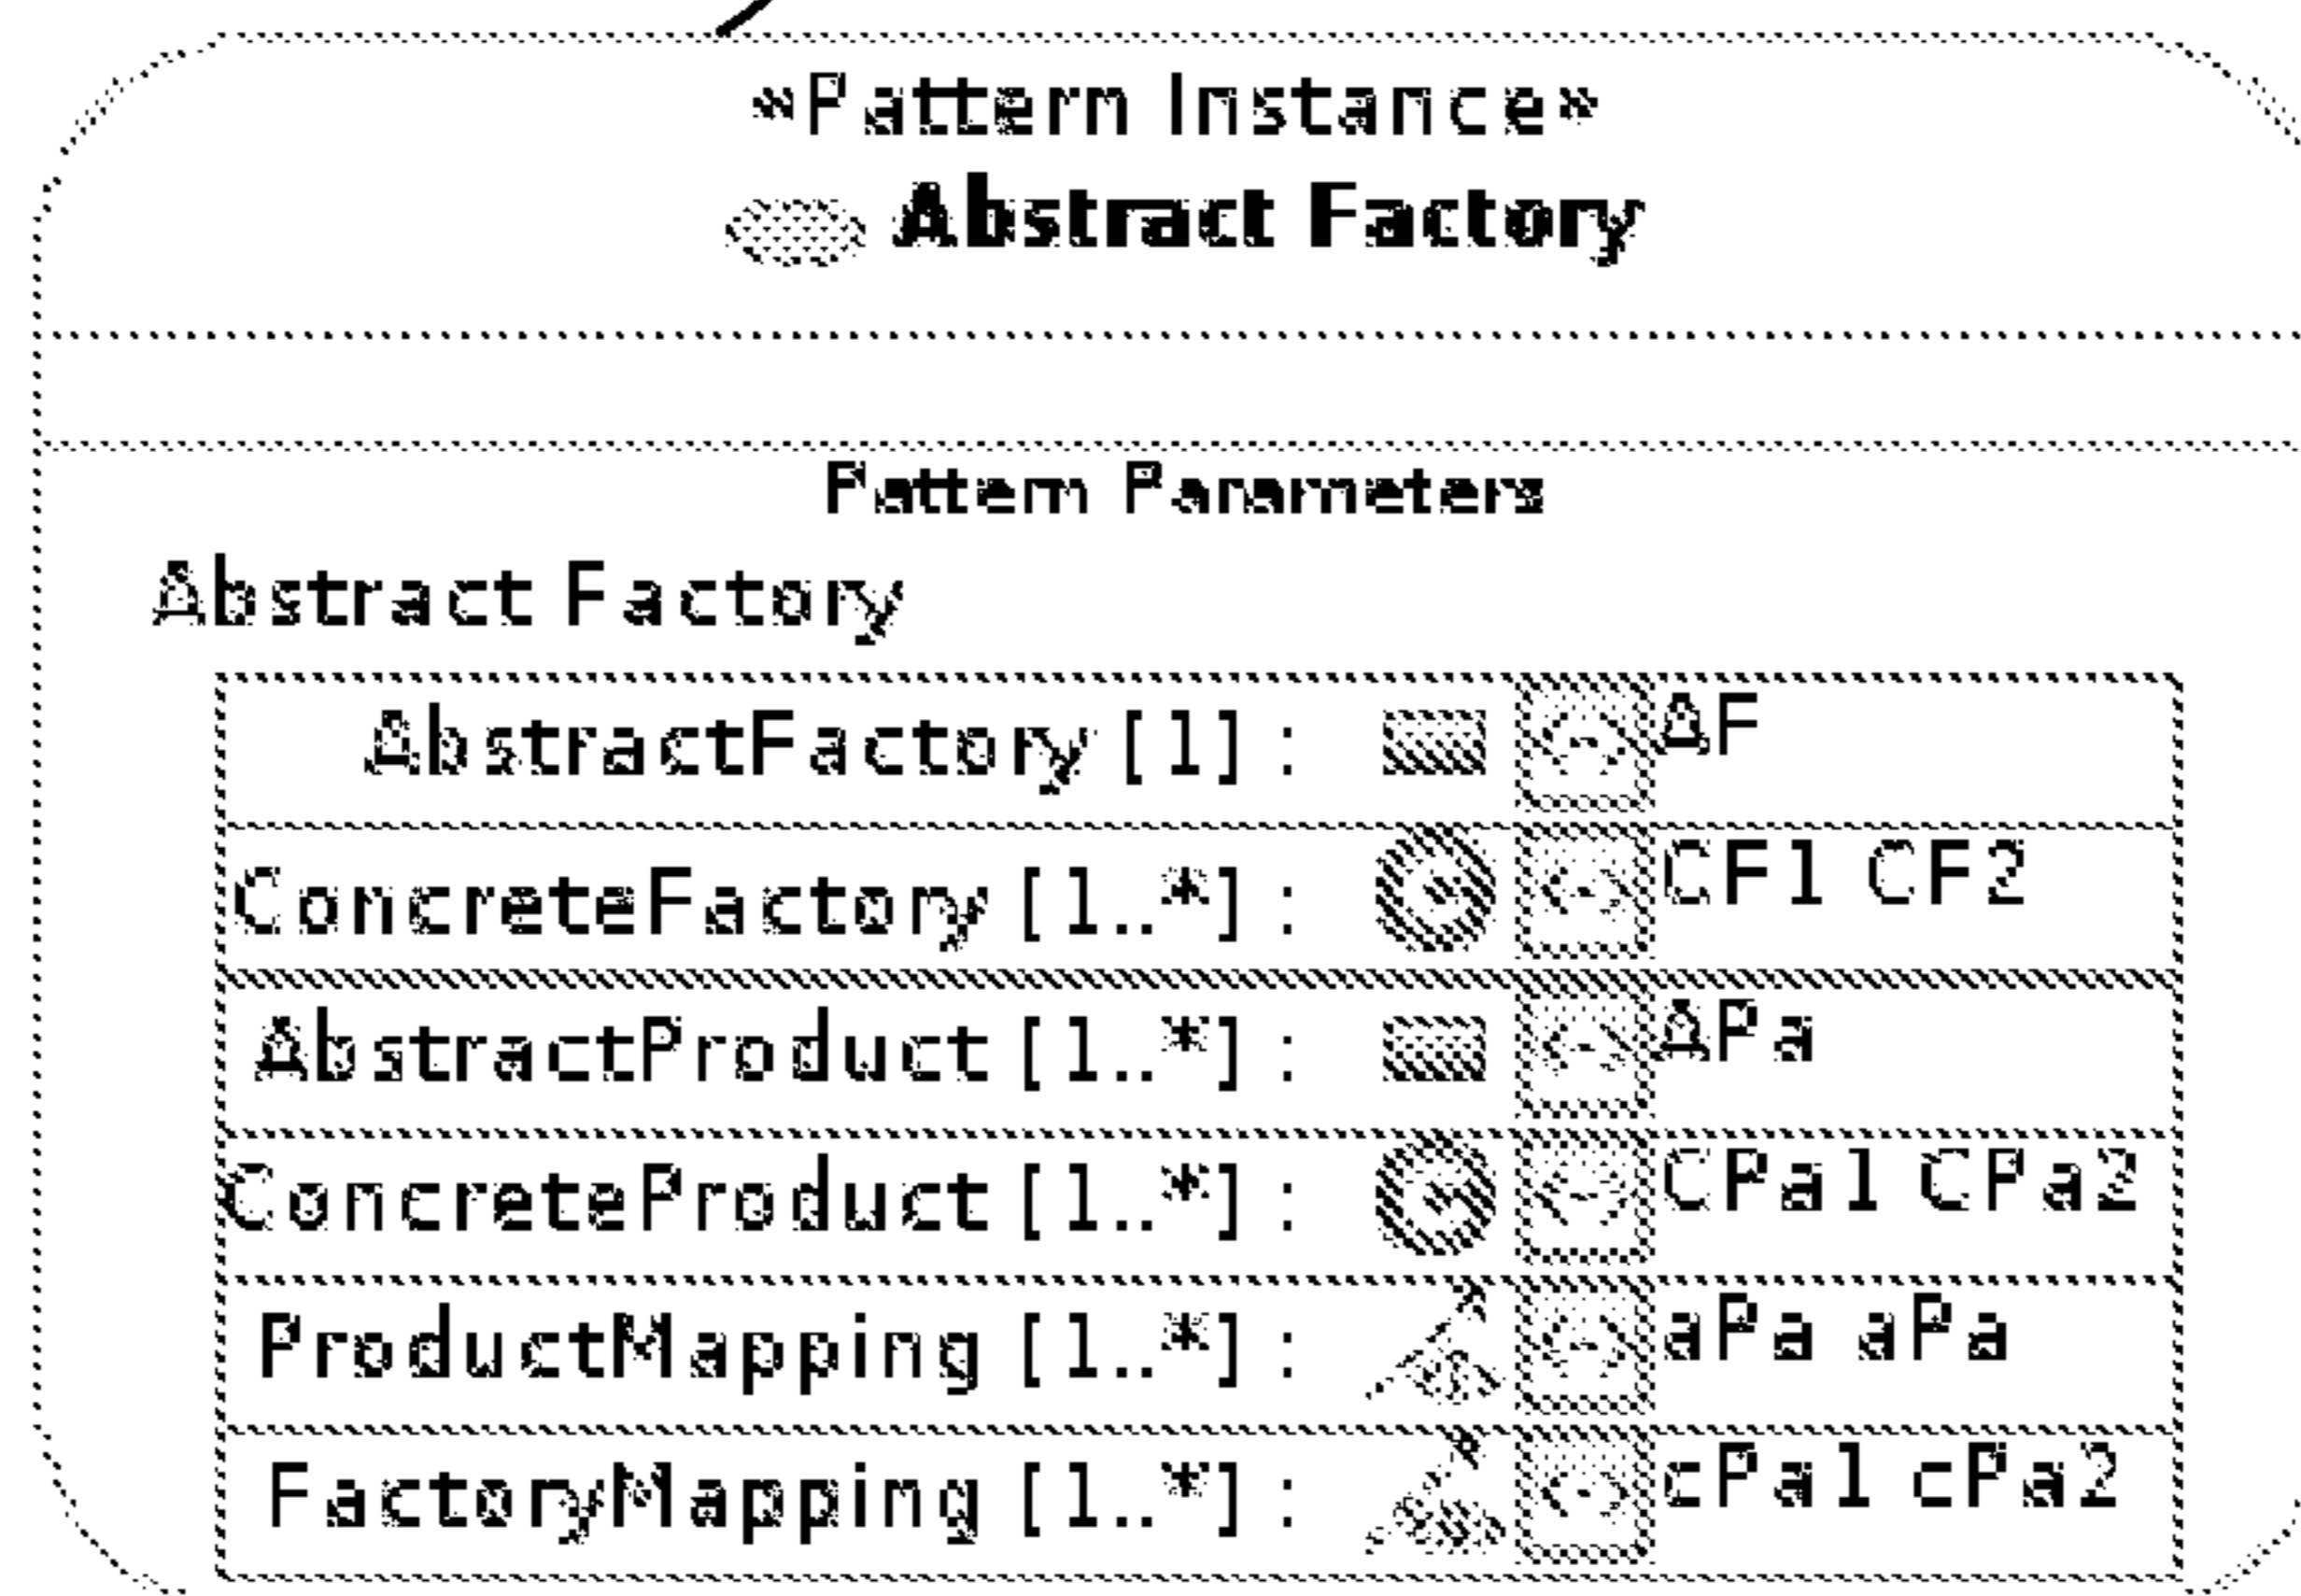 «Pattern Instance»
Abstract Factory
Pattern Parameters
Abstract Factory
AbstractFactory [1] : AF
ConcreteFactory [1..*] : CF1 CF2
AbstractProduct [1..*] : APa
ConcreteProduct [1..*] : CPa1 CPa2
ProductMapping [1..*] : aPa aPa
FactoryMapping [1..*] : cPa1 cPa2